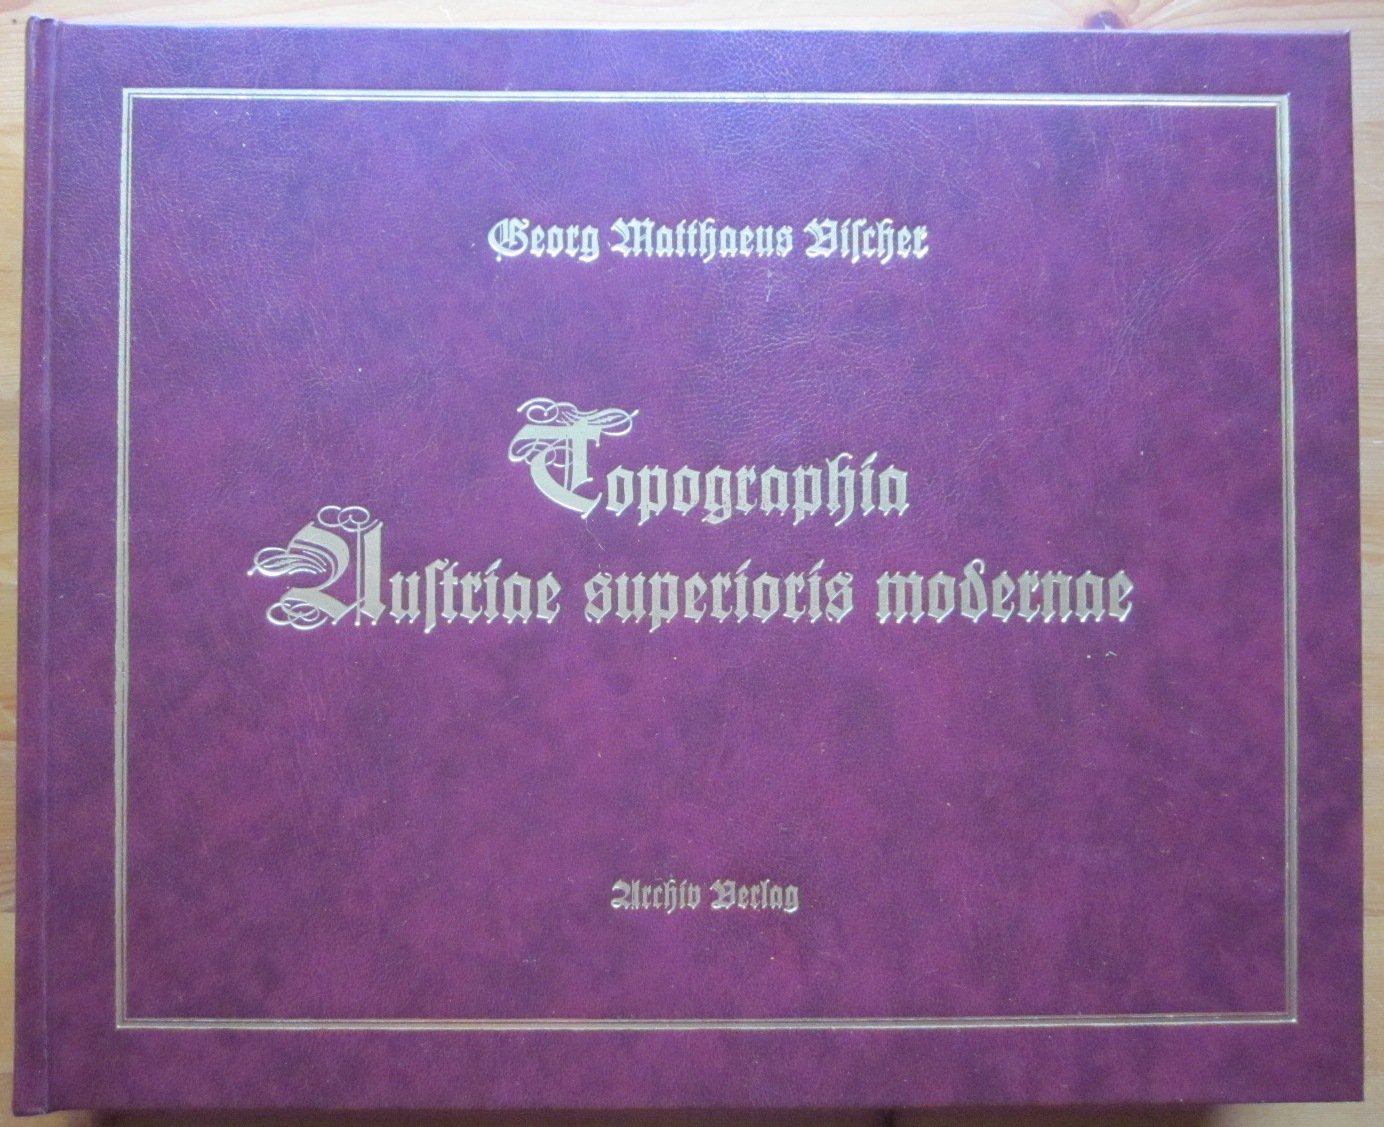 Georg Matthaeus Viſcher
Topographia
Auſtriae superioris modernae
Archiv Verlag